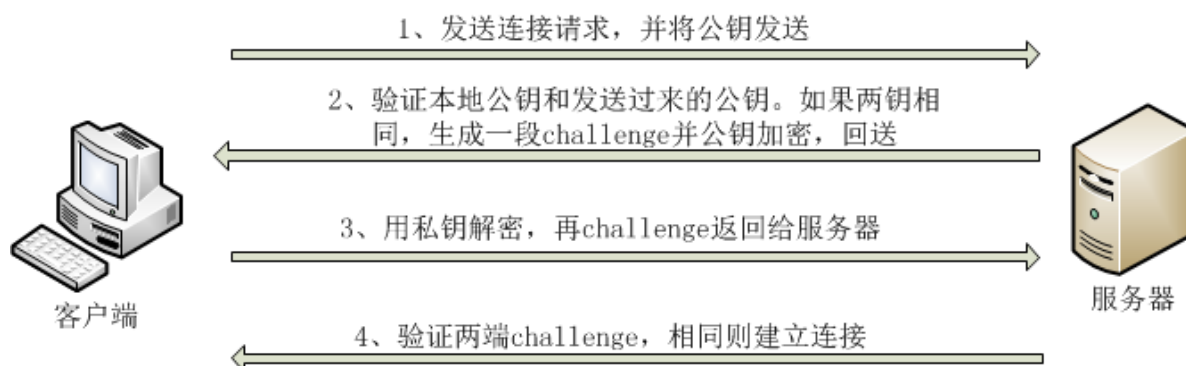 1、发送连接请求，并将公钥发送
2、验证本地公钥和发送过来的公钥。如果两钥相
同，生成一段challenge并公钥加密，回送
3、用私钥解密，再challenge返回给服务器
客户端
服务器
4、验证两端challenge，相同则建立连接